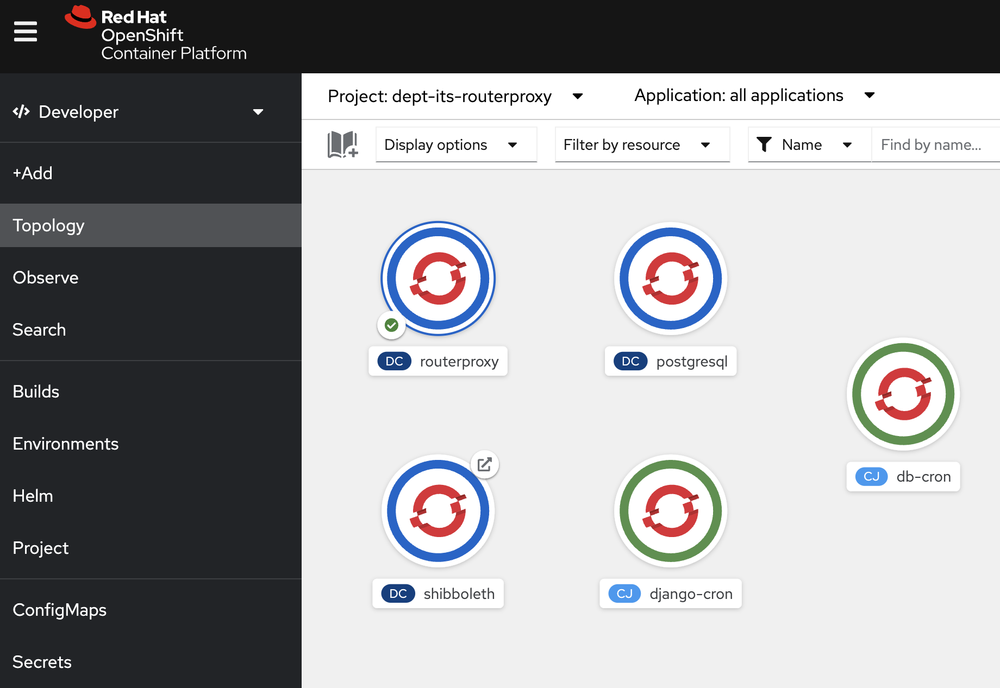 Red Hat
OpenShift
Container Platform
Developer
+Add
Topology
Observe
Search
Builds
Environments
Helm
Project
ConfigMaps
Secrets
Project: dept-its-routerproxy
Application: all applications
Display options
Filter by resource
Name
Find by name...
DC routerproxy
DC postgresql
CJ db-cron
DC shibboleth
CJ django-cron